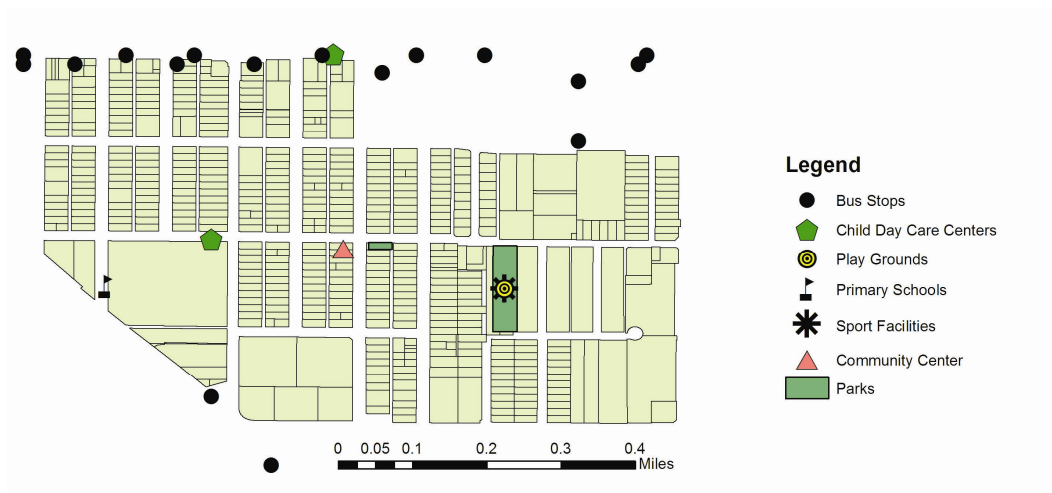 Legend
Bus Stops
Child Day Care Centers
Play Grounds
Primary Schools
Sport Facilities
Community Center
Parks
0 0.05 0.1 0.2 0.3 0.4
Miles